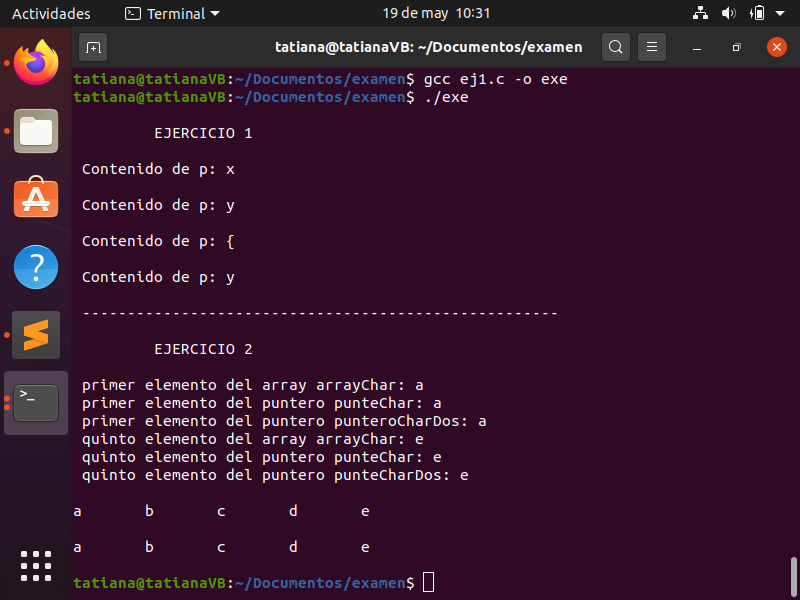 Actividades Terminal 19 de may 10:31
tatiana@tatianaVB: ~/Documentos/examen
tatiana@tatianaVB:~/Documentos/examen$ gcc ej1.c -o exe
tatiana@tatianaVB:~/Documentos/examen$ ./exe
EJERCICIO 1
Contenido de p: x
Contenido de p: y
Contenido de p: {
Contenido de p: y
-----------------------------------------------------
EJERCICIO 2
primer elemento del array arrayChar: a
primer elemento del puntero punteChar: a
primer elemento del puntero punteroCharDos: a
quinto elemento del array arrayChar: e
quinto elemento del puntero punteChar: e
quinto elemento del puntero punteCharDos: e
a b c d e
a b c d e
tatiana@tatianaVB:~/Documentos/examen$